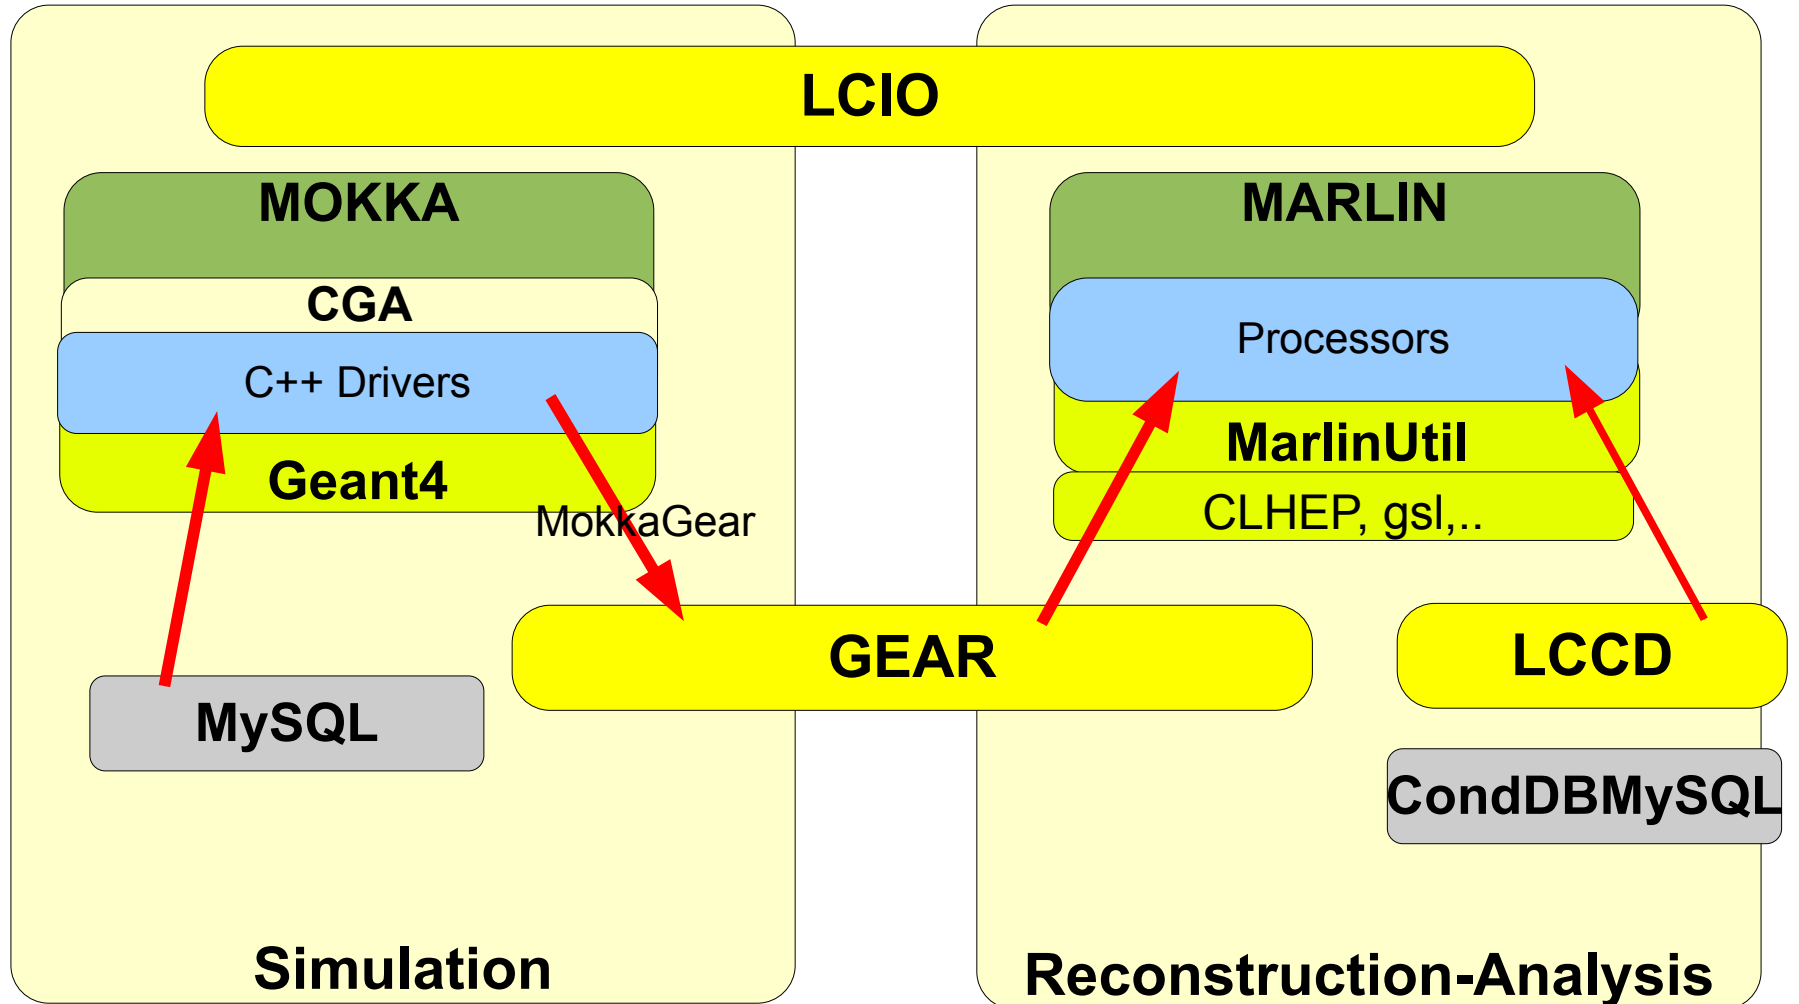 LCIO
MOKKA
CGA
C++ Drivers
Geant4
MokkaGear
MARLIN
Processors
MarlinUtil
CLHEP, gsl,..
GEAR
LCCD
MySQL
CondDBMySQL
Simulation
Reconstruction-Analysis